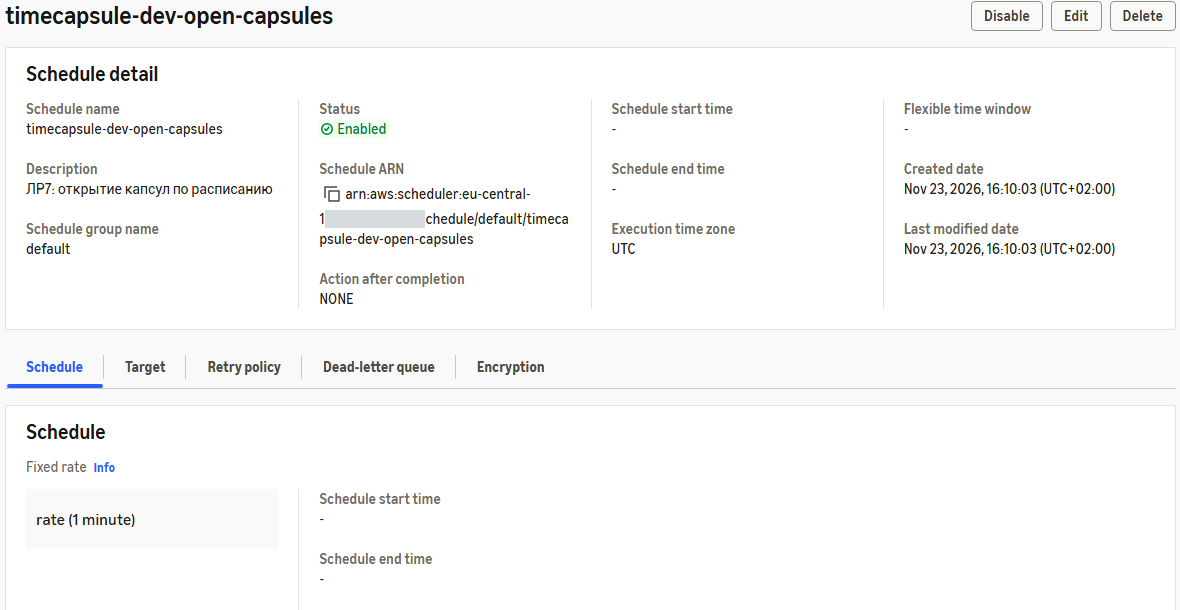 timecapsule-dev-open-capsules
Disable
Edit
Delete
Schedule detail
Schedule name
timecapsule-dev-open-capsules
Description
ЛР7: открытие капсул по расписанию
Schedule group name
default
Status
Enabled
Schedule ARN
arn:aws:scheduler:eu-central-
1 chedule/default/timeca
psule-dev-open-capsules
Action after completion
NONE
Schedule start time
-
Schedule end time
-
Execution time zone
UTC
Flexible time window
-
Created date
Nov 23, 2026, 16:10:03 (UTC+02:00)
Last modified date
Nov 23, 2026, 16:10:03 (UTC+02:00)
Schedule
Target
Retry policy
Dead-letter queue
Encryption
Schedule
Fixed rate Info
rate (1 minute)
Schedule start time
-
Schedule end time
-